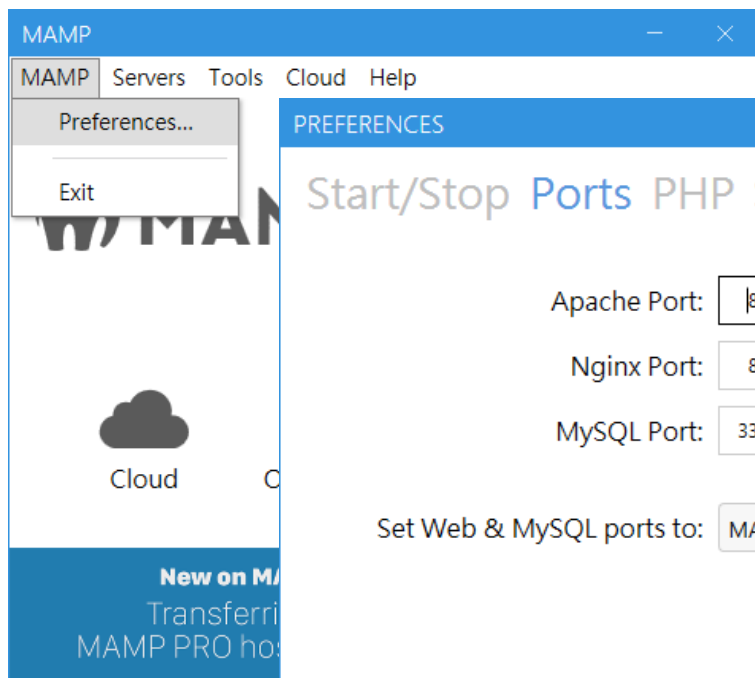 MAMP
MAMP Servers Tools Cloud Help
Preferences...
Exit
PREFERENCES
Start/Stop Ports PHP
Apache Port:
Nginx Port:
MySQL Port: 33
Set Web & MySQL ports to:
Cloud
New on
Transferri
MAMP PRO